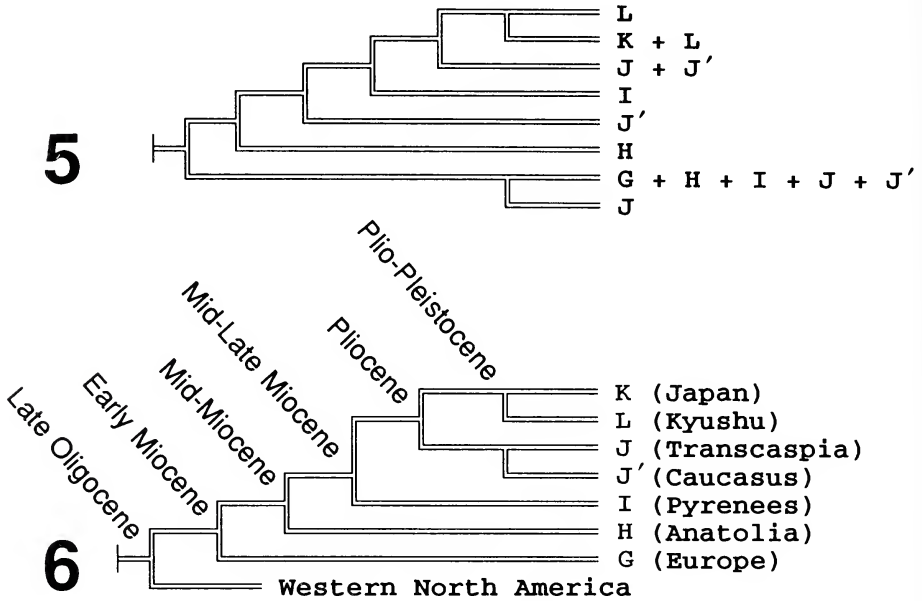 L
K + L
J + J′
I
5
J′
H
G + H + I + J + J′
J
Late Oligocene
Early Miocene
Mid-Miocene
Mid-Late Miocene
Pliocene
Plio-Pleistocene
K (Japan)
L (Kyushu)
J (Transcaspia)
J′ (Caucasus)
I (Pyrenees)
H (Anatolia)
G (Europe)
6
Western North America